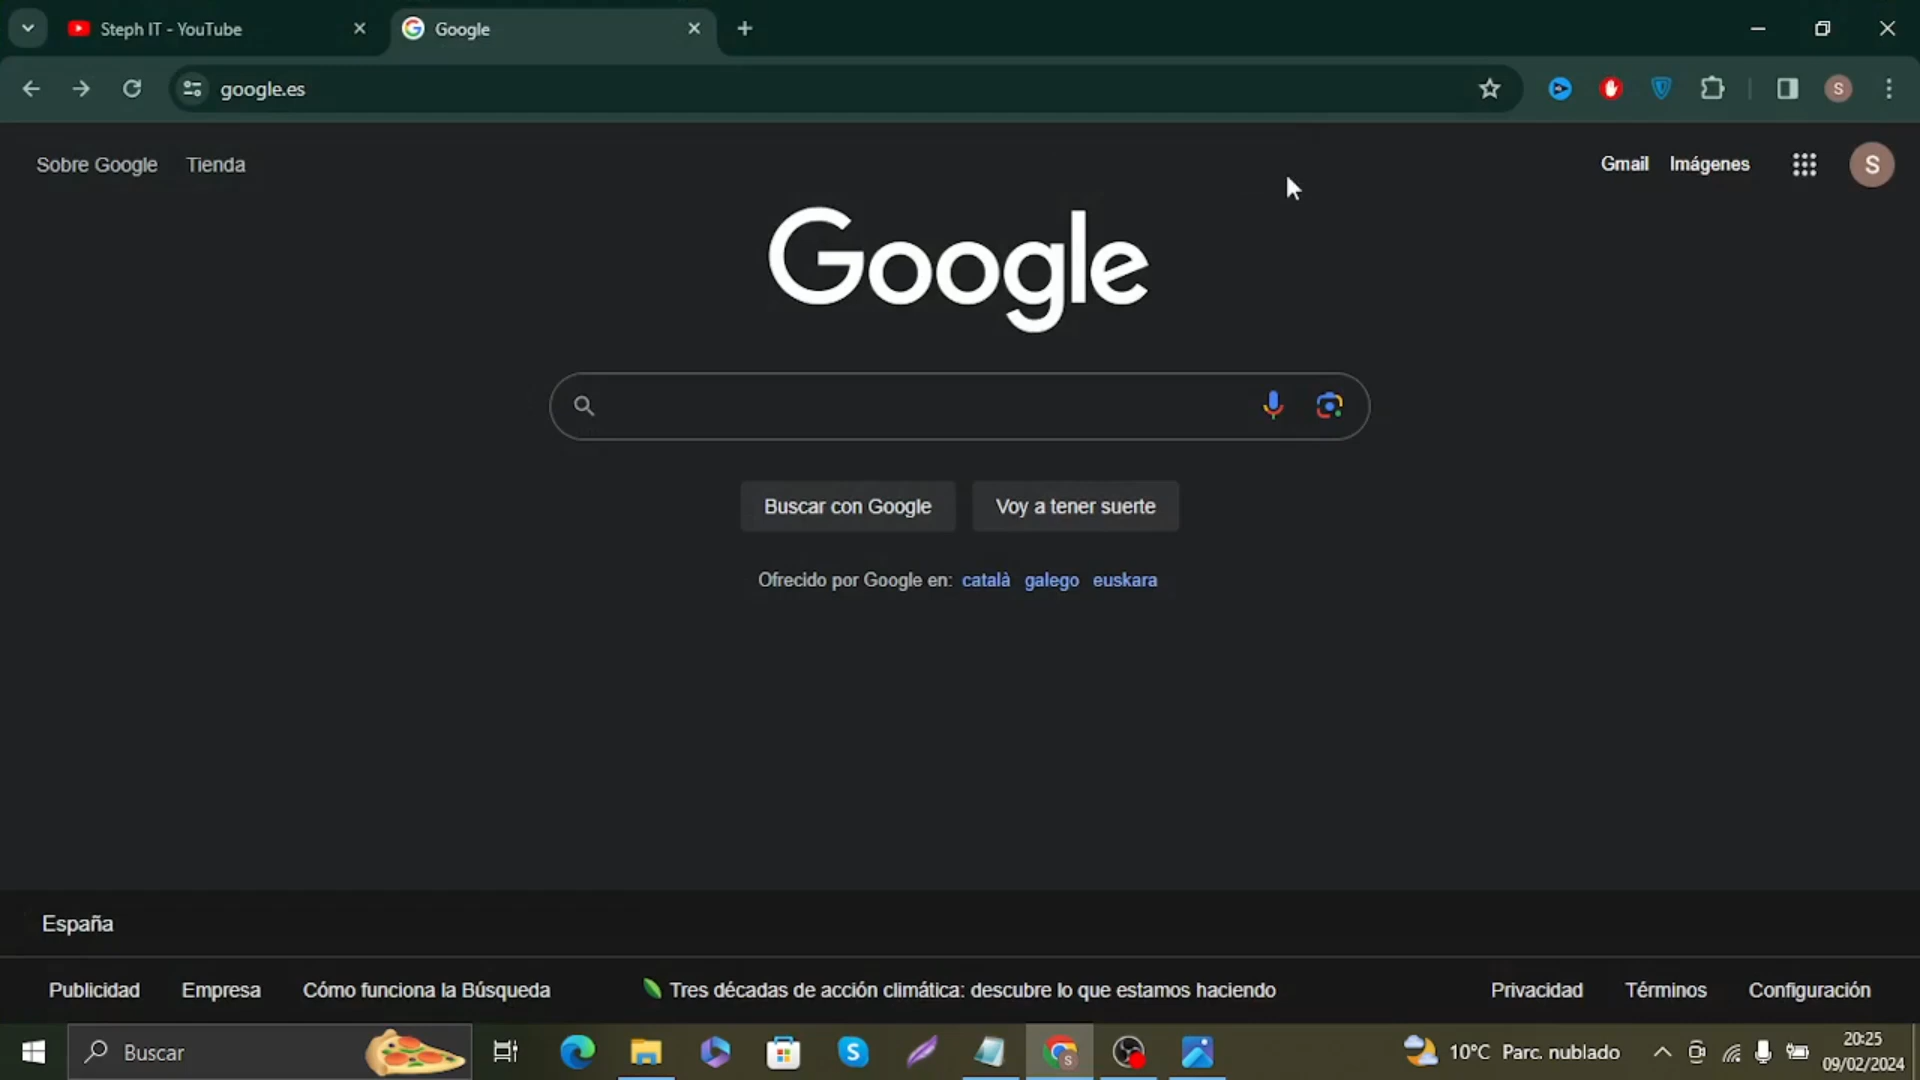 Steph IT - YouTube
Google
google.es
S
Sobre Google
Tienda
Gmail
Imágenes
S
Google
Buscar con Google
Voy a tener suerte
Ofrecido por Google en: català galego euskara
España
Publicidad
Empresa
Cómo funciona la Búsqueda
Tres décadas de acción climática: descubre lo que estamos haciendo
Privacidad
Términos
Configuración
Buscar
S
S
10°C Parc. nublado
20:25
09/02/2024